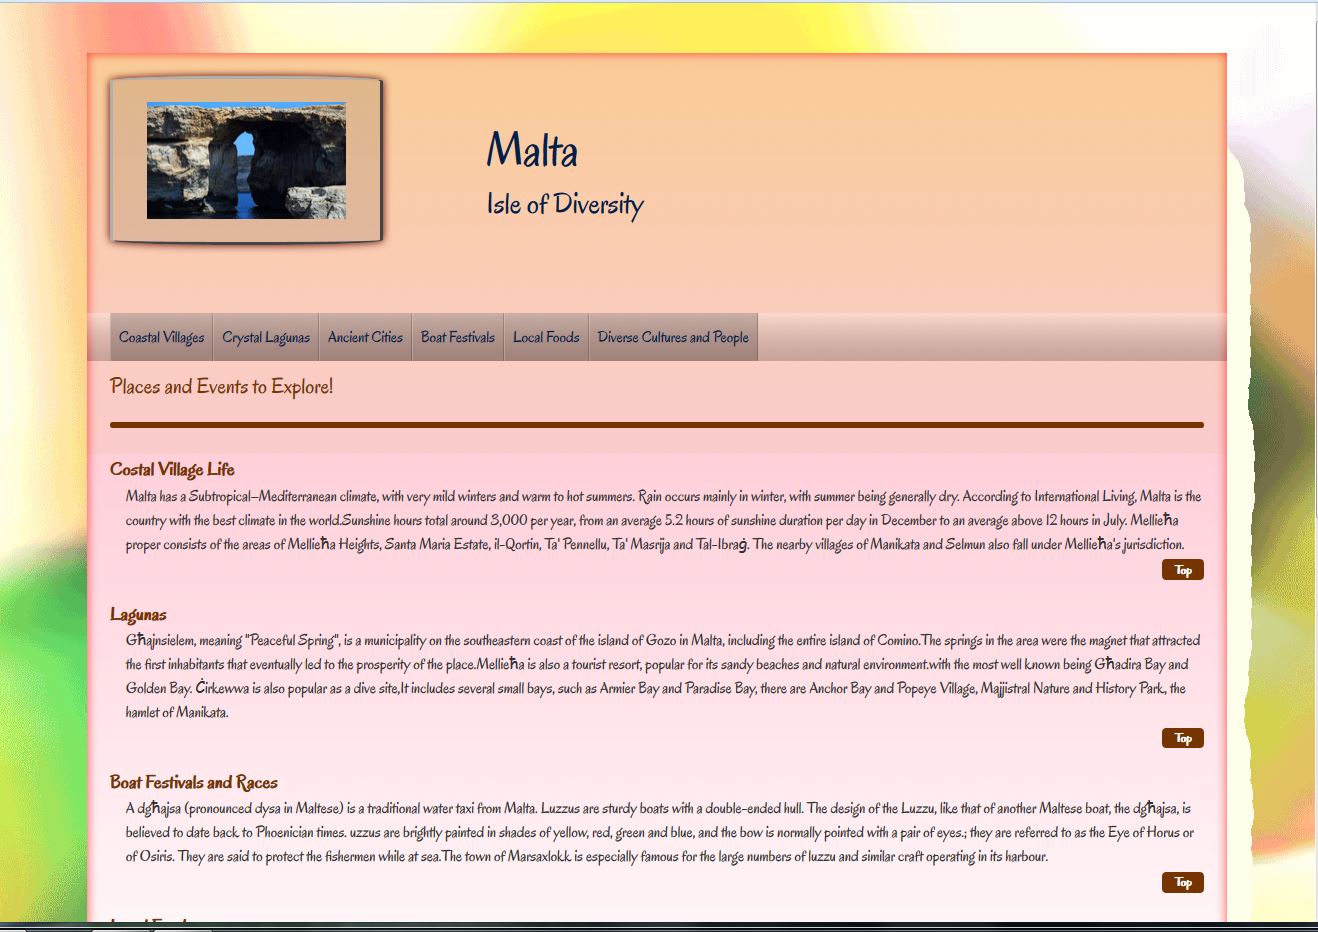 Malta
Isle of Diversity
Coastal Villages
Crystal Lagunas
Ancient Cities
Boat Festivals
Local Foods
Diverse Cultures and People
Places and Events to Explore!
Costal Village Life
Malta has a Subtropical–Mediterranean climate, with very mild winters and warm to hot summers. Rain occurs mainly in winter, with summer being generally dry. According to International Living, Malta is the
country with the best climate in the world.Sunshine hours total around 3,000 per year, from an average 5.2 hours of sunshine duration per day in December to an average above 12 hours in July. Mellieħa
proper consists of the areas of Mellieħa Heights, Santa Maria Estate, il-Qortin, Ta' Pennellu, Ta' Masrija and Tal-Ibraġ. The nearby villages of Manikata and Selmun also fall under Mellieħa's jurisdiction.
Top
Lagunas
Għajnsielem, meaning "Peaceful Spring", is a municipality on the southeastern coast of the island of Gozo in Malta, including the entire island of Comino.The springs in the area were the magnet that attracted
the first inhabitants that eventually led to the prosperity of the place.Mellieħa is also a tourist resort, popular for its sandy beaches and natural environment.with the most well known being Għadira Bay and
Golden Bay. Ċirkewwa is also popular as a dive site,It includes several small bays, such as Armier Bay and Paradise Bay, there are Anchor Bay and Popeye Village, Majjistral Nature and History Park, the
hamlet of Manikata.
Top
Boat Festivals and Races
A dgħajsa (pronounced dysa in Maltese) is a traditional water taxi from Malta. Luzzus are sturdy boats with a double-ended hull. The design of the Luzzu, like that of another Maltese boat, the dgħajsa, is
believed to date back to Phoenician times. uzzus are brightly painted in shades of yellow, red, green and blue, and the bow is normally pointed with a pair of eyes.; they are referred to as the Eye of Horus or
of Osiris. They are said to protect the fishermen while at sea.The town of Marsaxlokk is especially famous for the large numbers of luzzu and similar craft operating in its harbour.
Top